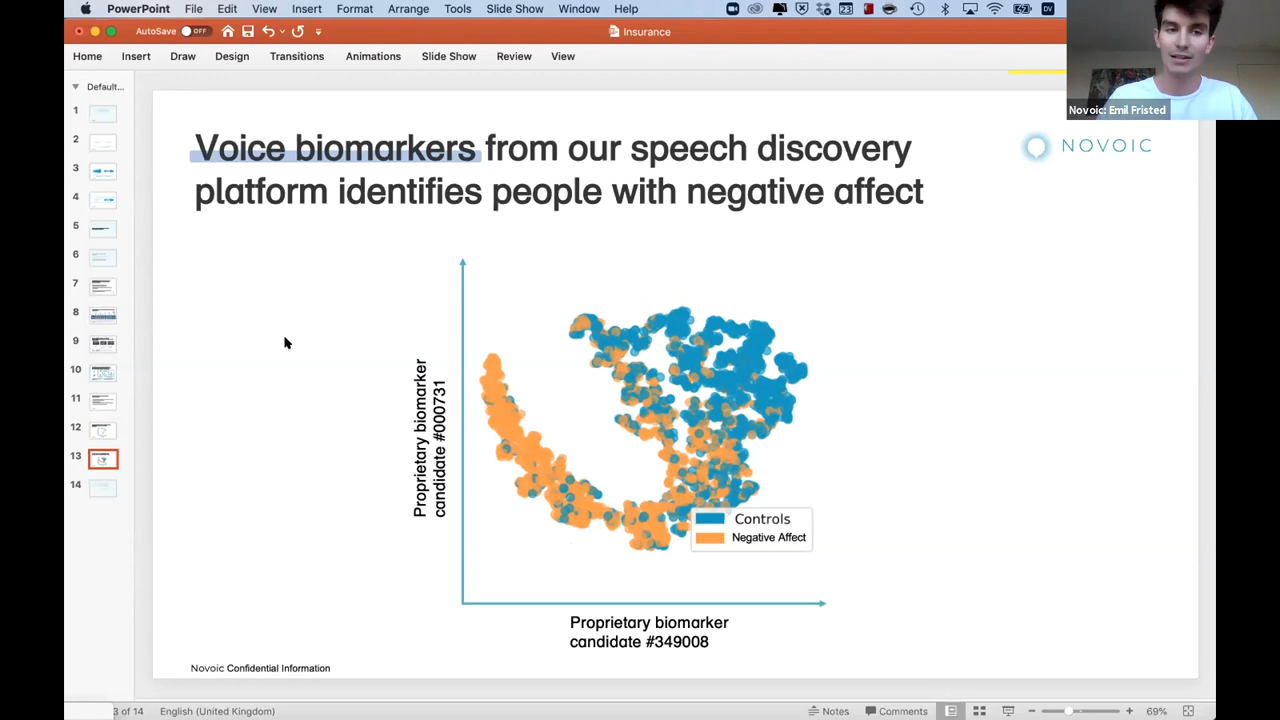 PowerPoint File Edit View Insert Format Arrange Tools Slide Show Window Help 23 DV
AutoSave OFF Insurance
Home Insert Draw Design Transitions Animations Slide Show Review View
Novoic: Emil Fristed
Default...
1
2
3
4
5
6
7
8
9
10
11
12
13
14
Voice biomarkers from our speech discovery
platform identifies people with negative affect
NOVOIC
Proprietary biomarker
candidate #000731
Controls
Negative Affect
Proprietary biomarker
candidate #349008
Novoic Confidential Information
3 of 14 English (United Kingdom) Notes Comments 69%